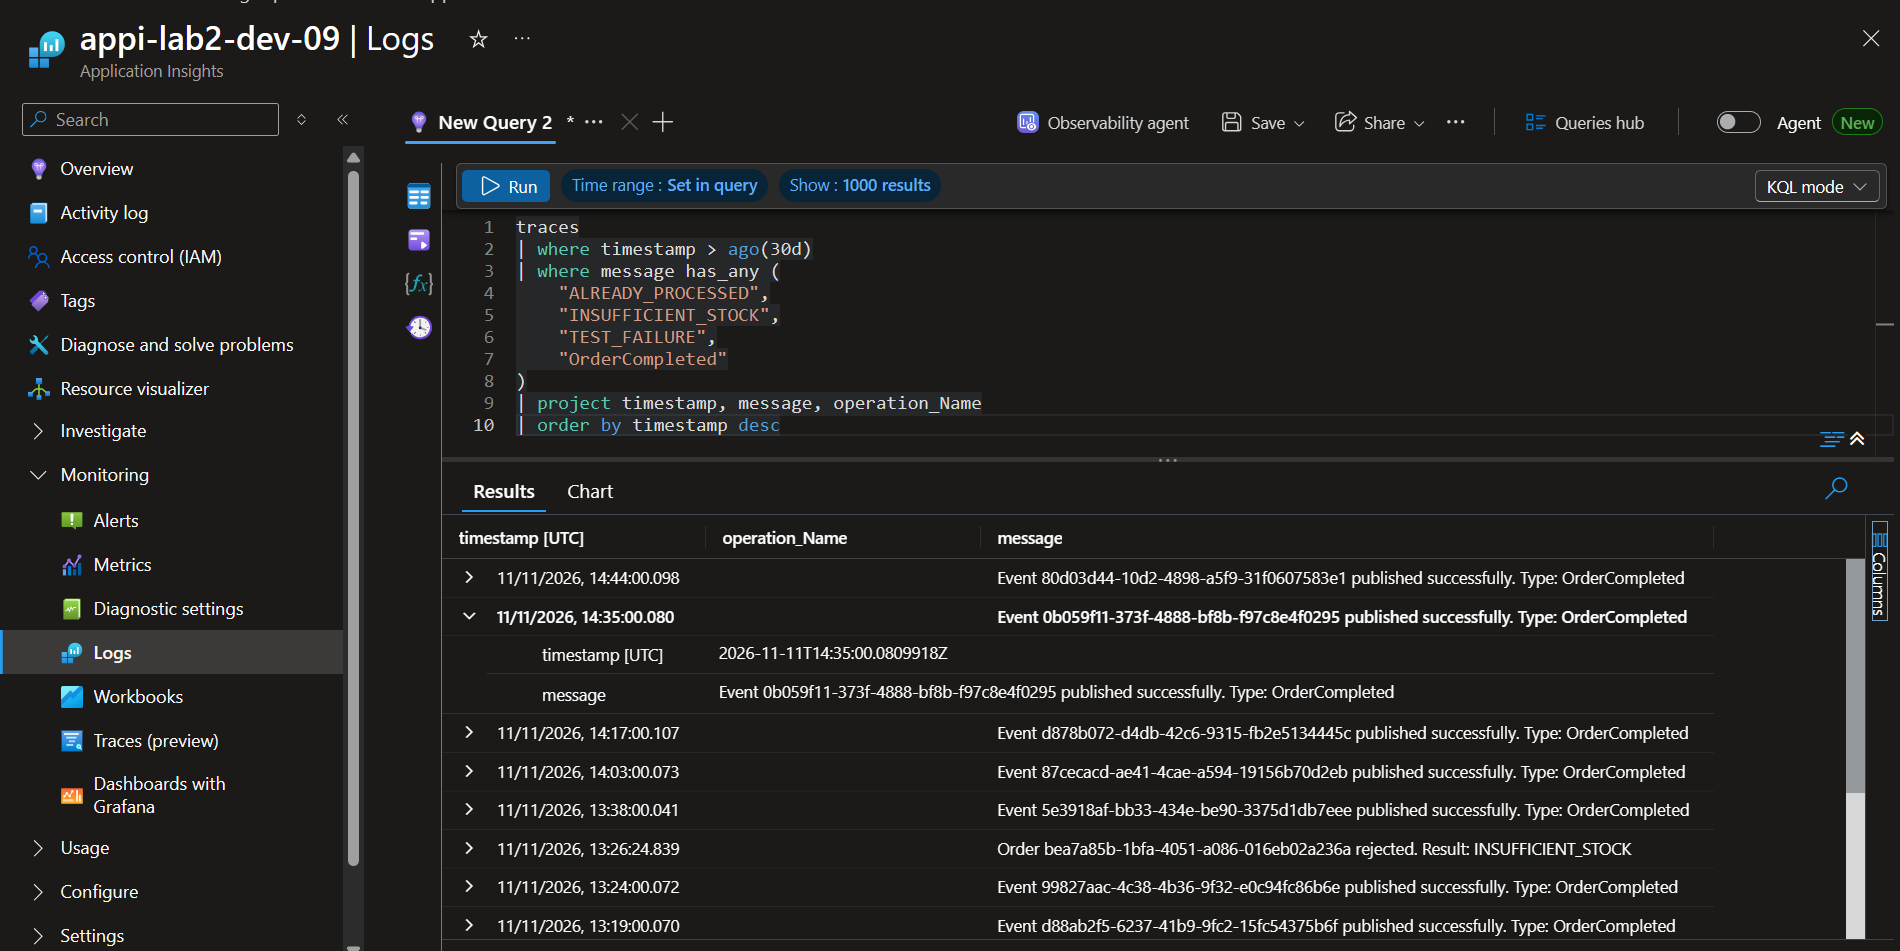 appi-lab2-dev-09 | Logs
Application Insights
Search
Overview
Activity log
Access control (IAM)
Tags
Diagnose and solve problems
Resource visualizer
Investigate
Monitoring
Alerts
Metrics
Diagnostic settings
Logs
Workbooks
Traces (preview)
Dashboards with
Grafana
Usage
Configure
Settings
New Query 2 *
Observability agent
Save
Share
Queries hub
Agent
New
Run
Time range : Set in query
Show : 1000 results
KQL mode
1 traces
2 | where timestamp > ago(30d)
3 | where message has_any (
4 "ALREADY_PROCESSED",
5 "INSUFFICIENT_STOCK",
6 "TEST_FAILURE",
7 "OrderCompleted"
8 )
9 | project timestamp, message, operation_Name
10 | order by timestamp desc
Results
Chart
timestamp [UTC] operation_Name message
11/11/2026, 14:44:00.098 Event 80d03d44-10d2-4898-a5f9-31f0607583e1 published successfully. Type: OrderCompleted
11/11/2026, 14:35:00.080 Event 0b059f11-373f-4888-bf8b-f97c8e4f0295 published successfully. Type: OrderCompleted
timestamp [UTC] 2026-11-11T14:35:00.0809918Z
message Event 0b059f11-373f-4888-bf8b-f97c8e4f0295 published successfully. Type: OrderCompleted
11/11/2026, 14:17:00.107 Event d878b072-d4db-42c6-9315-fb2e5134445c published successfully. Type: OrderCompleted
11/11/2026, 14:03:00.073 Event 87cecacd-ae41-4cae-a594-19156b70d2eb published successfully. Type: OrderCompleted
11/11/2026, 13:38:00.041 Event 5e3918af-bb33-434e-be90-3375d1db7eee published successfully. Type: OrderCompleted
11/11/2026, 13:26:24.839 Order bea7a85b-1bfa-4051-a086-016eb02a236a rejected. Result: INSUFFICIENT_STOCK
11/11/2026, 13:24:00.072 Event 99827aac-4c38-4b36-9f32-e0c94fc86b6e published successfully. Type: OrderCompleted
11/11/2026, 13:19:00.070 Event d88ab2f5-6237-41b9-9fc2-15fc54375b6f published successfully. Type: OrderCompleted
Columns